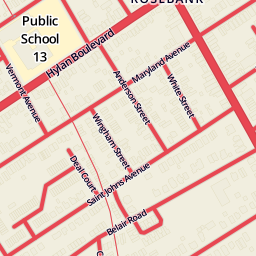 ROSEBANK
Public
School
13
Hylan Boulevard
Maryland Avenue
Vermont Avenue
Anderson Street
White Street
Wingham Street
Deal Court
Saint Johns Avenue
Belair Road